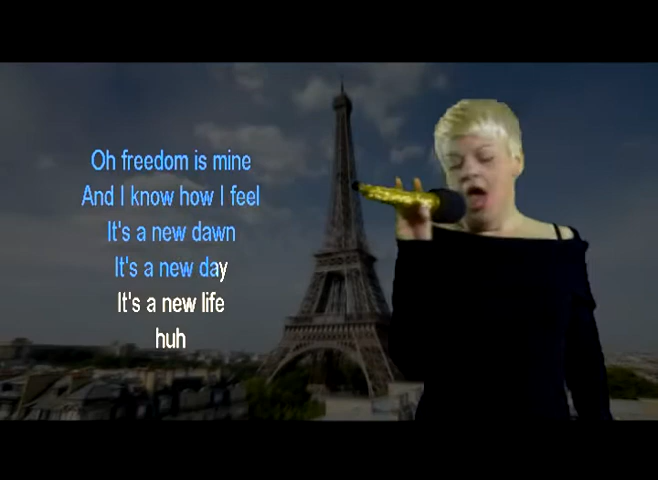 Oh freedom is mine
And I know how I feel
It's a new dawn
It's a new day
It's a new life
huh